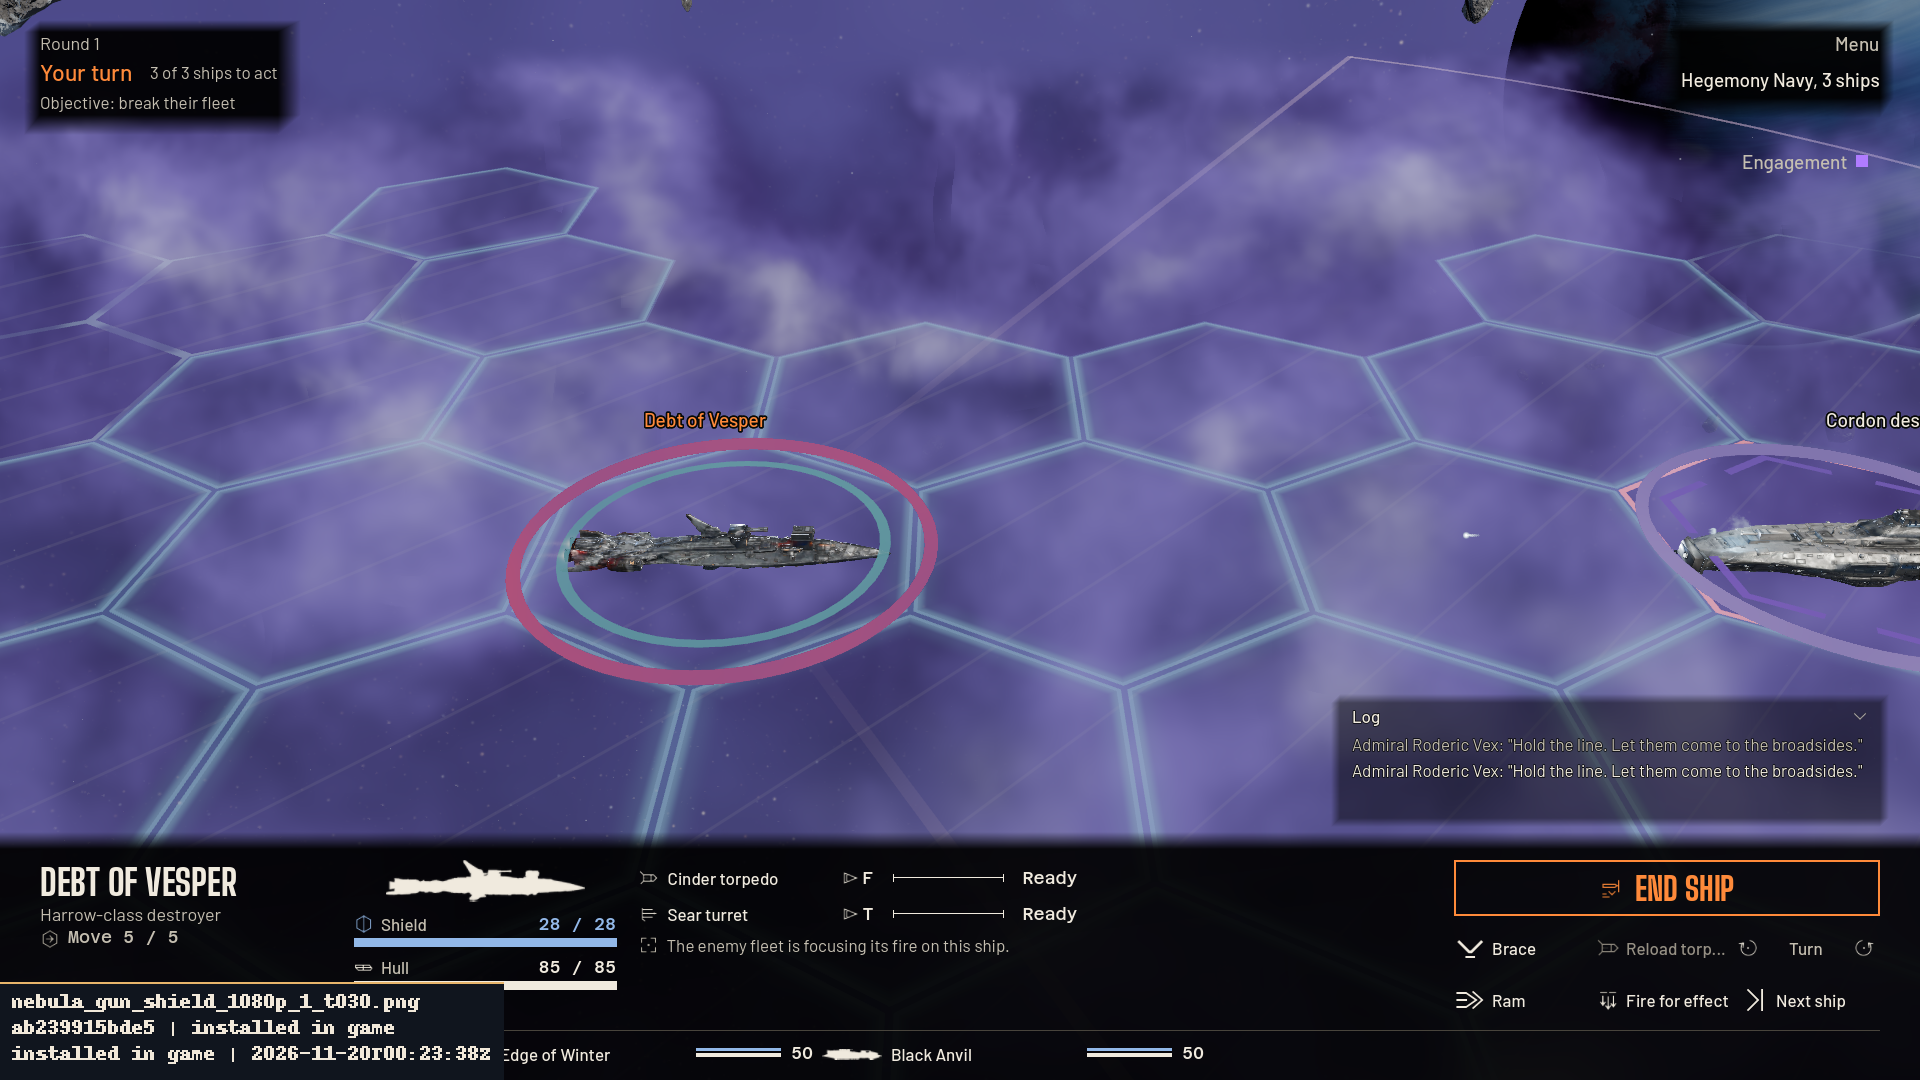 Round 1
Your turn 3 of 3 ships to act
Objective: break their fleet
Menu
Hegemony Navy, 3 ships
Engagement
Debt of Vesper
Cordon des
Log
Admiral Roderic Vex: "Hold the line. Let them come to the broadsides."
Admiral Roderic Vex: "Hold the line. Let them come to the broadsides."
DEBT OF VESPER
Harrow-class destroyer
Move 5 / 5
Shield 28 / 28
Hull 85 / 85
Cinder torpedo F Ready
Sear turret T Ready
The enemy fleet is focusing its fire on this ship.
END SHIP
Brace Reload torp... Turn
Ram Fire for effect Next ship
nebula_gun_shield_1080p_1_t030.png
ab239915bde5 | installed in game
installed in game | 2026-11-20T00:23:38Z
Edge of Winter 50 Black Anvil 50